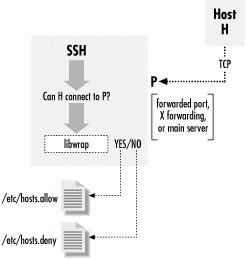 Host
H
SSH
TCP
P
Can H connect to P?
forwarded port,
X forwarding,
or main server
libwrap
YES/NO
/etc/hosts.allow
/etc/hosts.deny